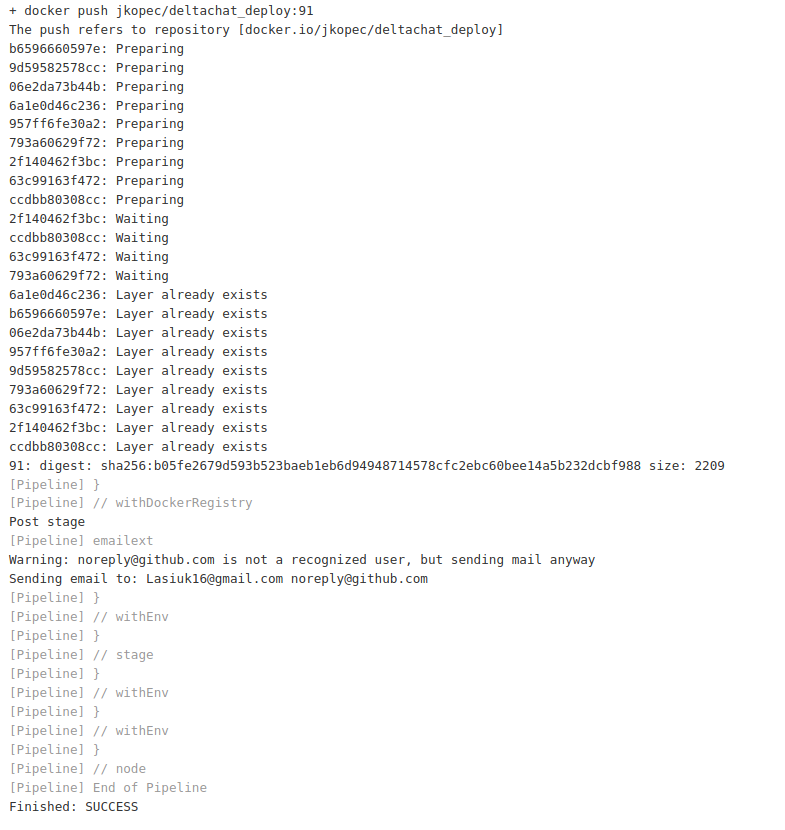 + docker push jkopec/deltachat_deploy:91
The push refers to repository [docker.io/jkopec/deltachat_deploy]
b6596660597e: Preparing
9d59582578cc: Preparing
06e2da73b44b: Preparing
6a1e0d46c236: Preparing
957ff6fe30a2: Preparing
793a60629f72: Preparing
2f140462f3bc: Preparing
63c99163f472: Preparing
ccdbb80308cc: Preparing
2f140462f3bc: Waiting
ccdbb80308cc: Waiting
63c99163f472: Waiting
793a60629f72: Waiting
6a1e0d46c236: Layer already exists
b6596660597e: Layer already exists
06e2da73b44b: Layer already exists
957ff6fe30a2: Layer already exists
9d59582578cc: Layer already exists
793a60629f72: Layer already exists
63c99163f472: Layer already exists
2f140462f3bc: Layer already exists
ccdbb80308cc: Layer already exists
91: digest: sha256:b05fe2679d593b523baeb1eb6d94948714578cfc2ebc60bee14a5b232dcbf988 size: 2209
[Pipeline] }
[Pipeline] // withDockerRegistry
Post stage
[Pipeline] emailext
Warning: noreply@github.com is not a recognized user, but sending mail anyway
Sending email to: Lasiuk16@gmail.com noreply@github.com
[Pipeline] }
[Pipeline] // withEnv
[Pipeline] }
[Pipeline] // stage
[Pipeline] }
[Pipeline] // withEnv
[Pipeline] }
[Pipeline] // withEnv
[Pipeline] }
[Pipeline] // node
[Pipeline] End of Pipeline
Finished: SUCCESS